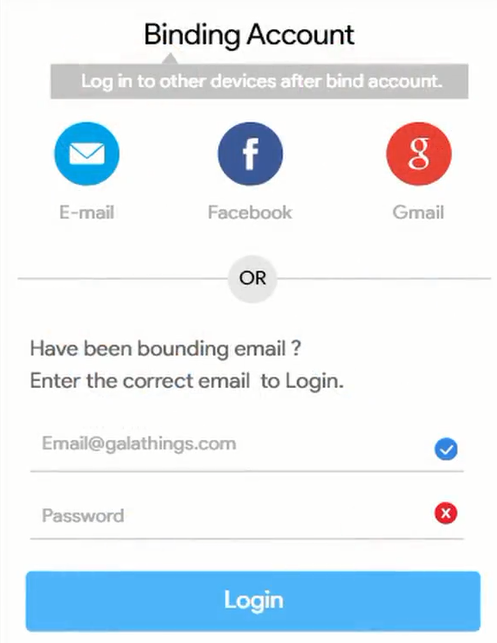 Binding Account
Log in to other devices after bind account.
f
g
E-mail
Facebook
Gmail
OR
Have been bounding email ?
Enter the correct email to Login.
Email@galathings.com
Password
Login